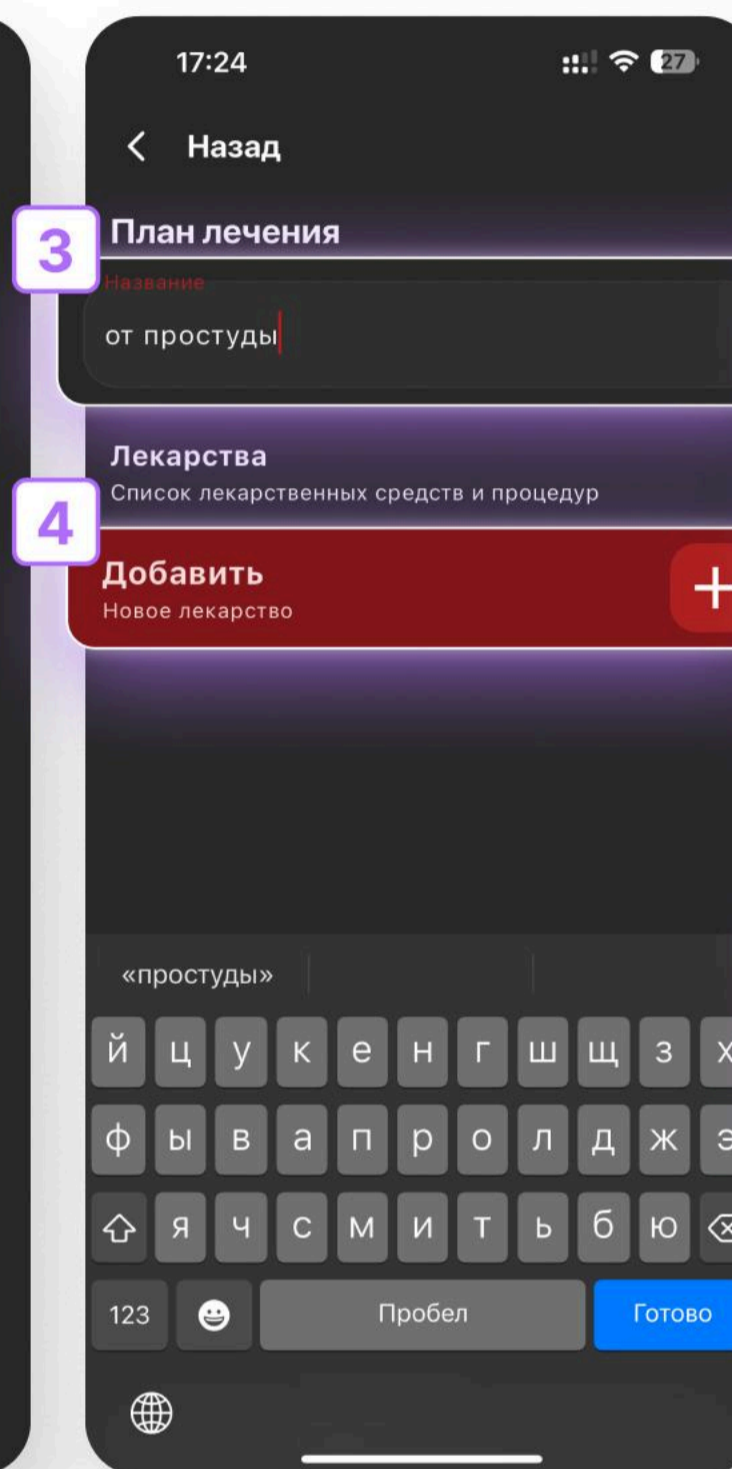 17:24
27
Назад
3
План лечения
Название
от простуды
Лекарства
Список лекарственных средств и процедур
4
Добавить
Новое лекарство
«простуды»
й ц у к е н г ш щ з х
ф ы в а п р о л д ж э
я ч с м и т ь б ю
123 Пробел Готово